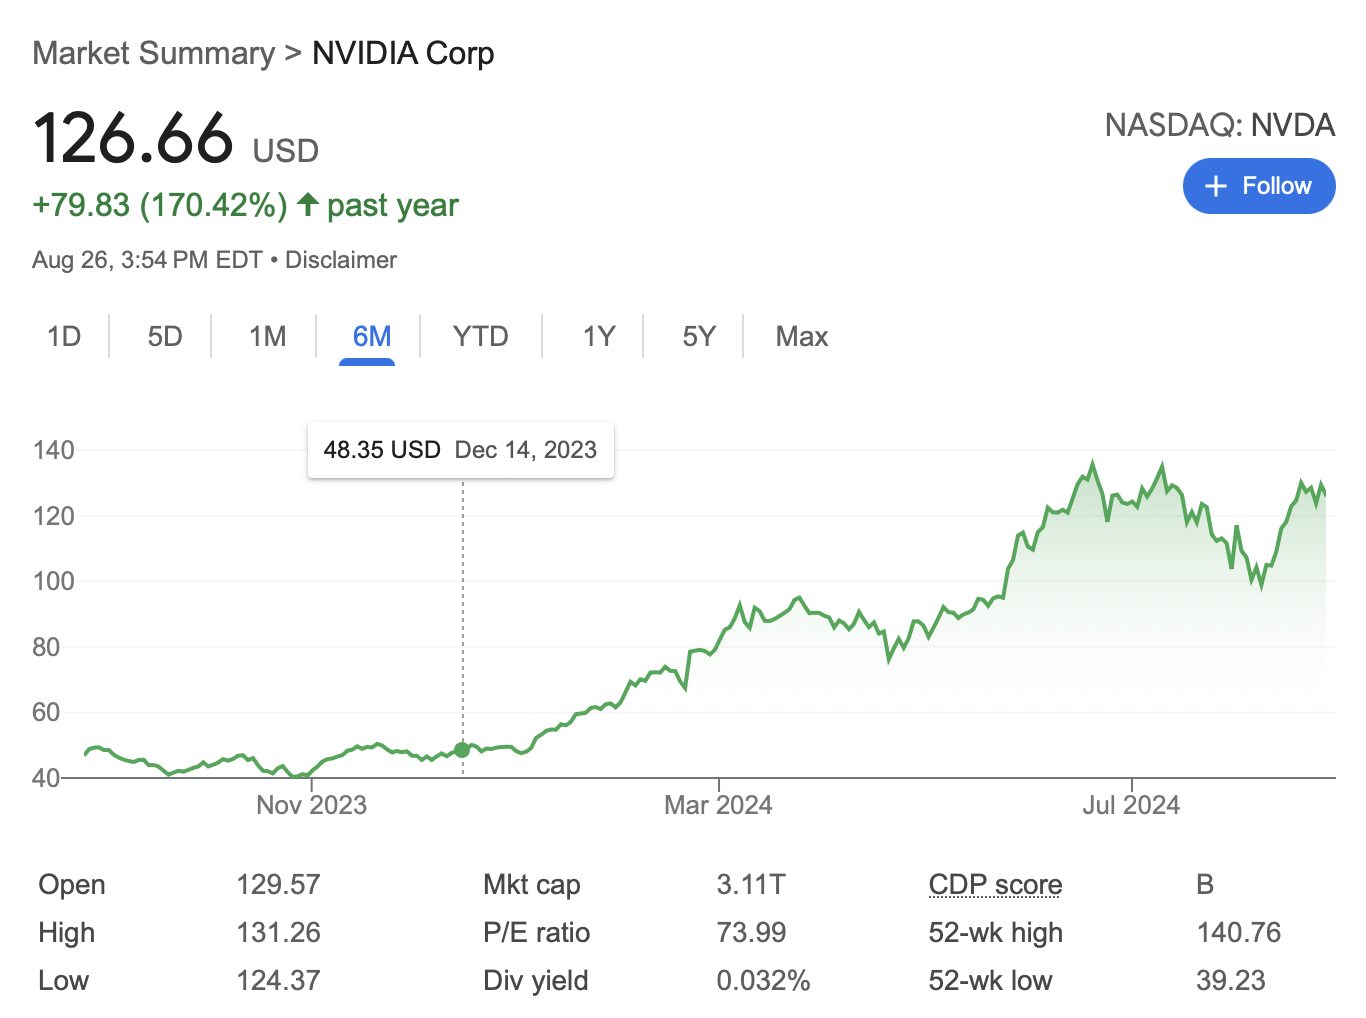 Market Summary > NVIDIA Corp
126.66 USD
NASDAQ: NVDA
+ Follow
+79.83 (170.42%) ↑ past year
Aug 26, 3:54 PM EDT • Disclaimer
1D 5D 1M 6M YTD 1Y 5Y Max
48.35 USD Dec 14, 2023
140
120
100
80
60
40
Nov 2023 Mar 2024 Jul 2024
Open 129.57 Mkt cap 3.11T CDP score B
High 131.26 P/E ratio 73.99 52-wk high 140.76
Low 124.37 Div yield 0.032% 52-wk low 39.23